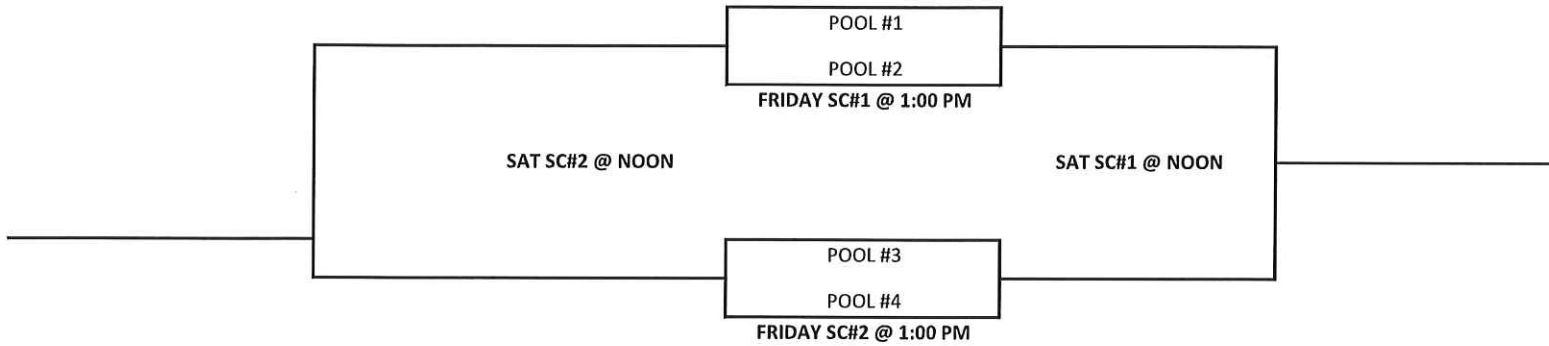 POOL #1
POOL #2
FRIDAY SC#1 @ 1:00 PM
SAT SC#2 @ NOON
SAT SC#1 @ NOON
POOL #3
POOL #4
FRIDAY SC#2 @ 1:00 PM